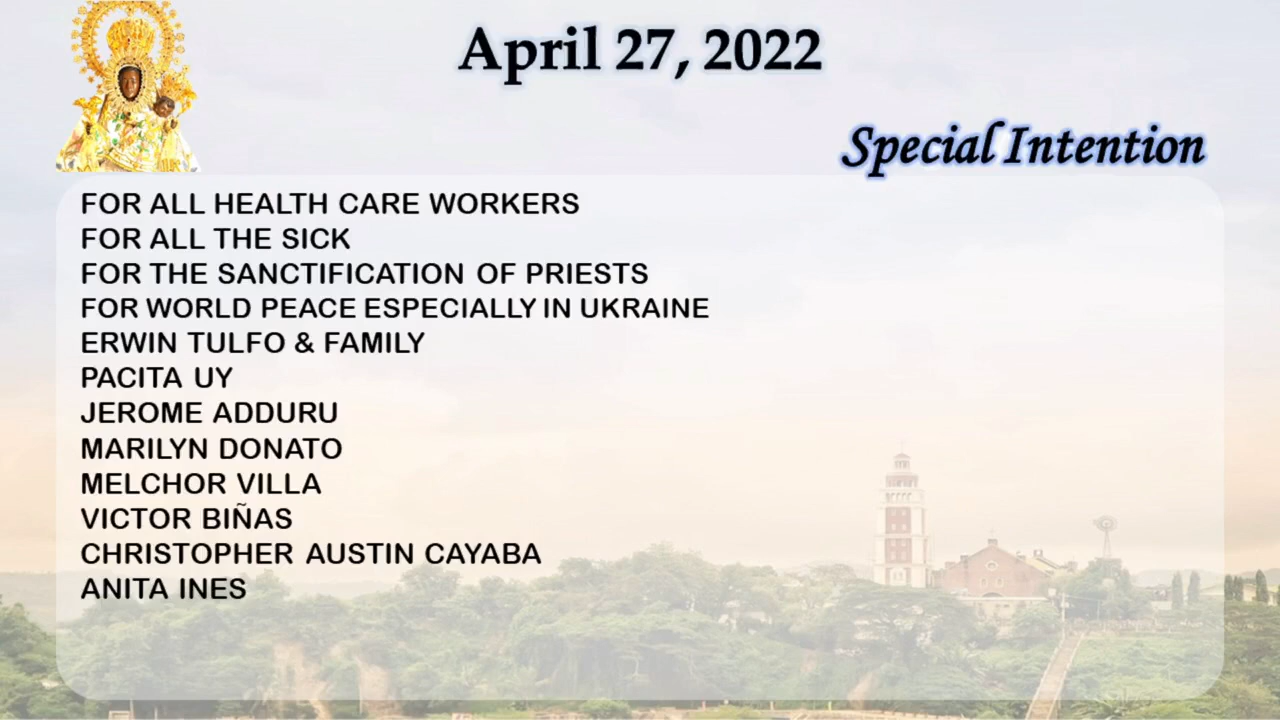 April 27, 2022
Special Intention
FOR ALL HEALTH CARE WORKERS
FOR ALL THE SICK
FOR THE SANCTIFICATION OF PRIESTS
FOR WORLD PEACE ESPECIALLY IN UKRAINE
ERWIN TULFO & FAMILY
PACITA UY
JEROME ADDURU
MARILYN DONATO
MELCHOR VILLA
VICTOR BIÑAS
CHRISTOPHER AUSTIN CAYABA
ANITA INES